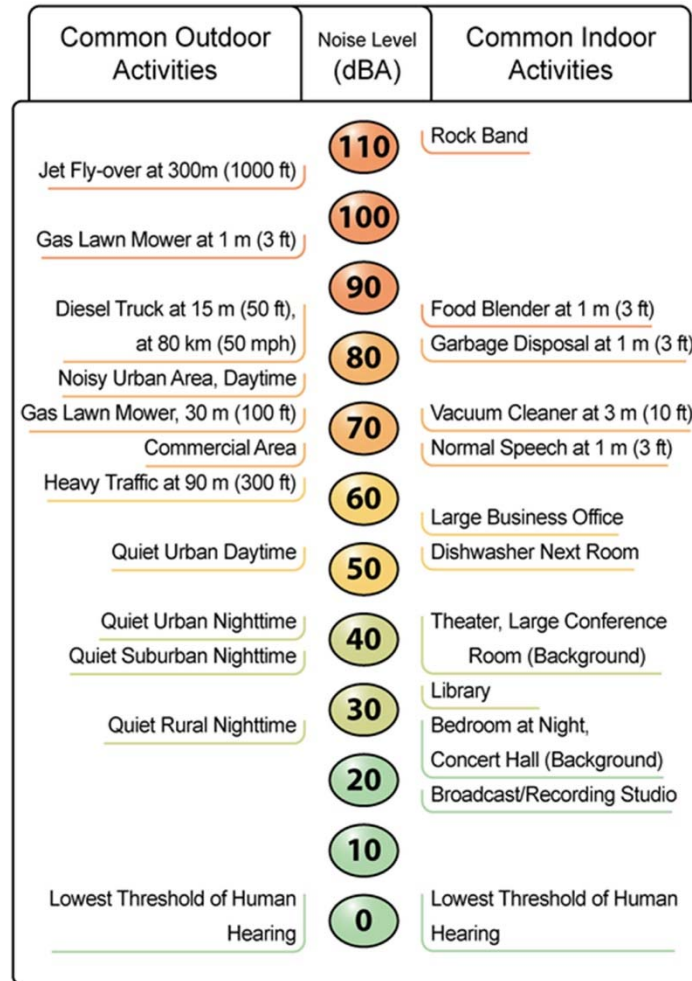 Common Outdoor
Activities
Noise Level
(dBA)
Common Indoor
Activities
110
Rock Band
Jet Fly-over at 300m (1000 ft)
100
Gas Lawn Mower at 1 m (3 ft)
90
Diesel Truck at 15 m (50 ft),
at 80 km (50 mph)
Food Blender at 1 m (3 ft)
80
Garbage Disposal at 1 m (3 ft)
Noisy Urban Area, Daytime
Gas Lawn Mower, 30 m (100 ft)
70
Vacuum Cleaner at 3 m (10 ft)
Commercial Area
Normal Speech at 1 m (3 ft)
Heavy Traffic at 90 m (300 ft)
60
Large Business Office
Quiet Urban Daytime
50
Dishwasher Next Room
Quiet Urban Nighttime
40
Theater, Large Conference
Room (Background)
Quiet Suburban Nighttime
Library
30
Quiet Rural Nighttime
Bedroom at Night,
Concert Hall (Background)
20
Broadcast/Recording Studio
10
Lowest Threshold of Human
Hearing
0
Lowest Threshold of Human
Hearing